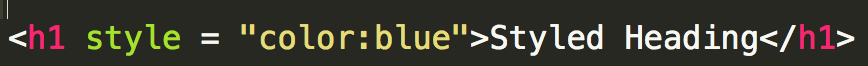 <h1 style = "color:blue">Styled Heading</h1>